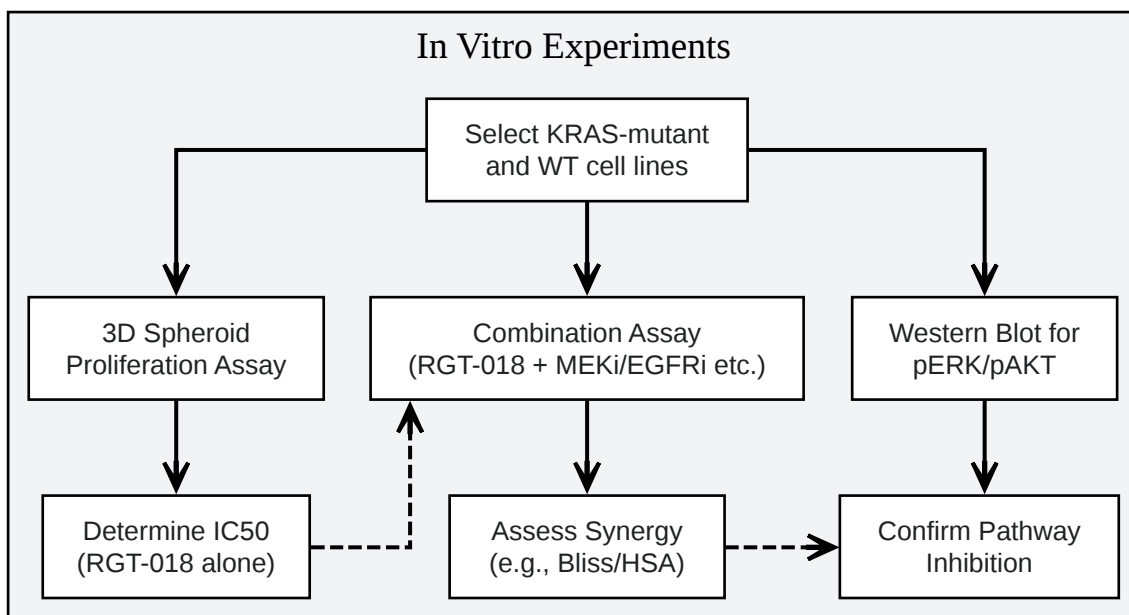 In Vitro Experiments
Select KRAS-mutant
and WT cell lines
3D Spheroid
Proliferation Assay
Combination Assay
(RGT-018 + MEKi/EGFRi etc.)
Western Blot for
pERK/pAKT
Determine IC50
(RGT-018 alone)
Assess Synergy
(e.g., Bliss/HSA)
Confirm Pathway
Inhibition